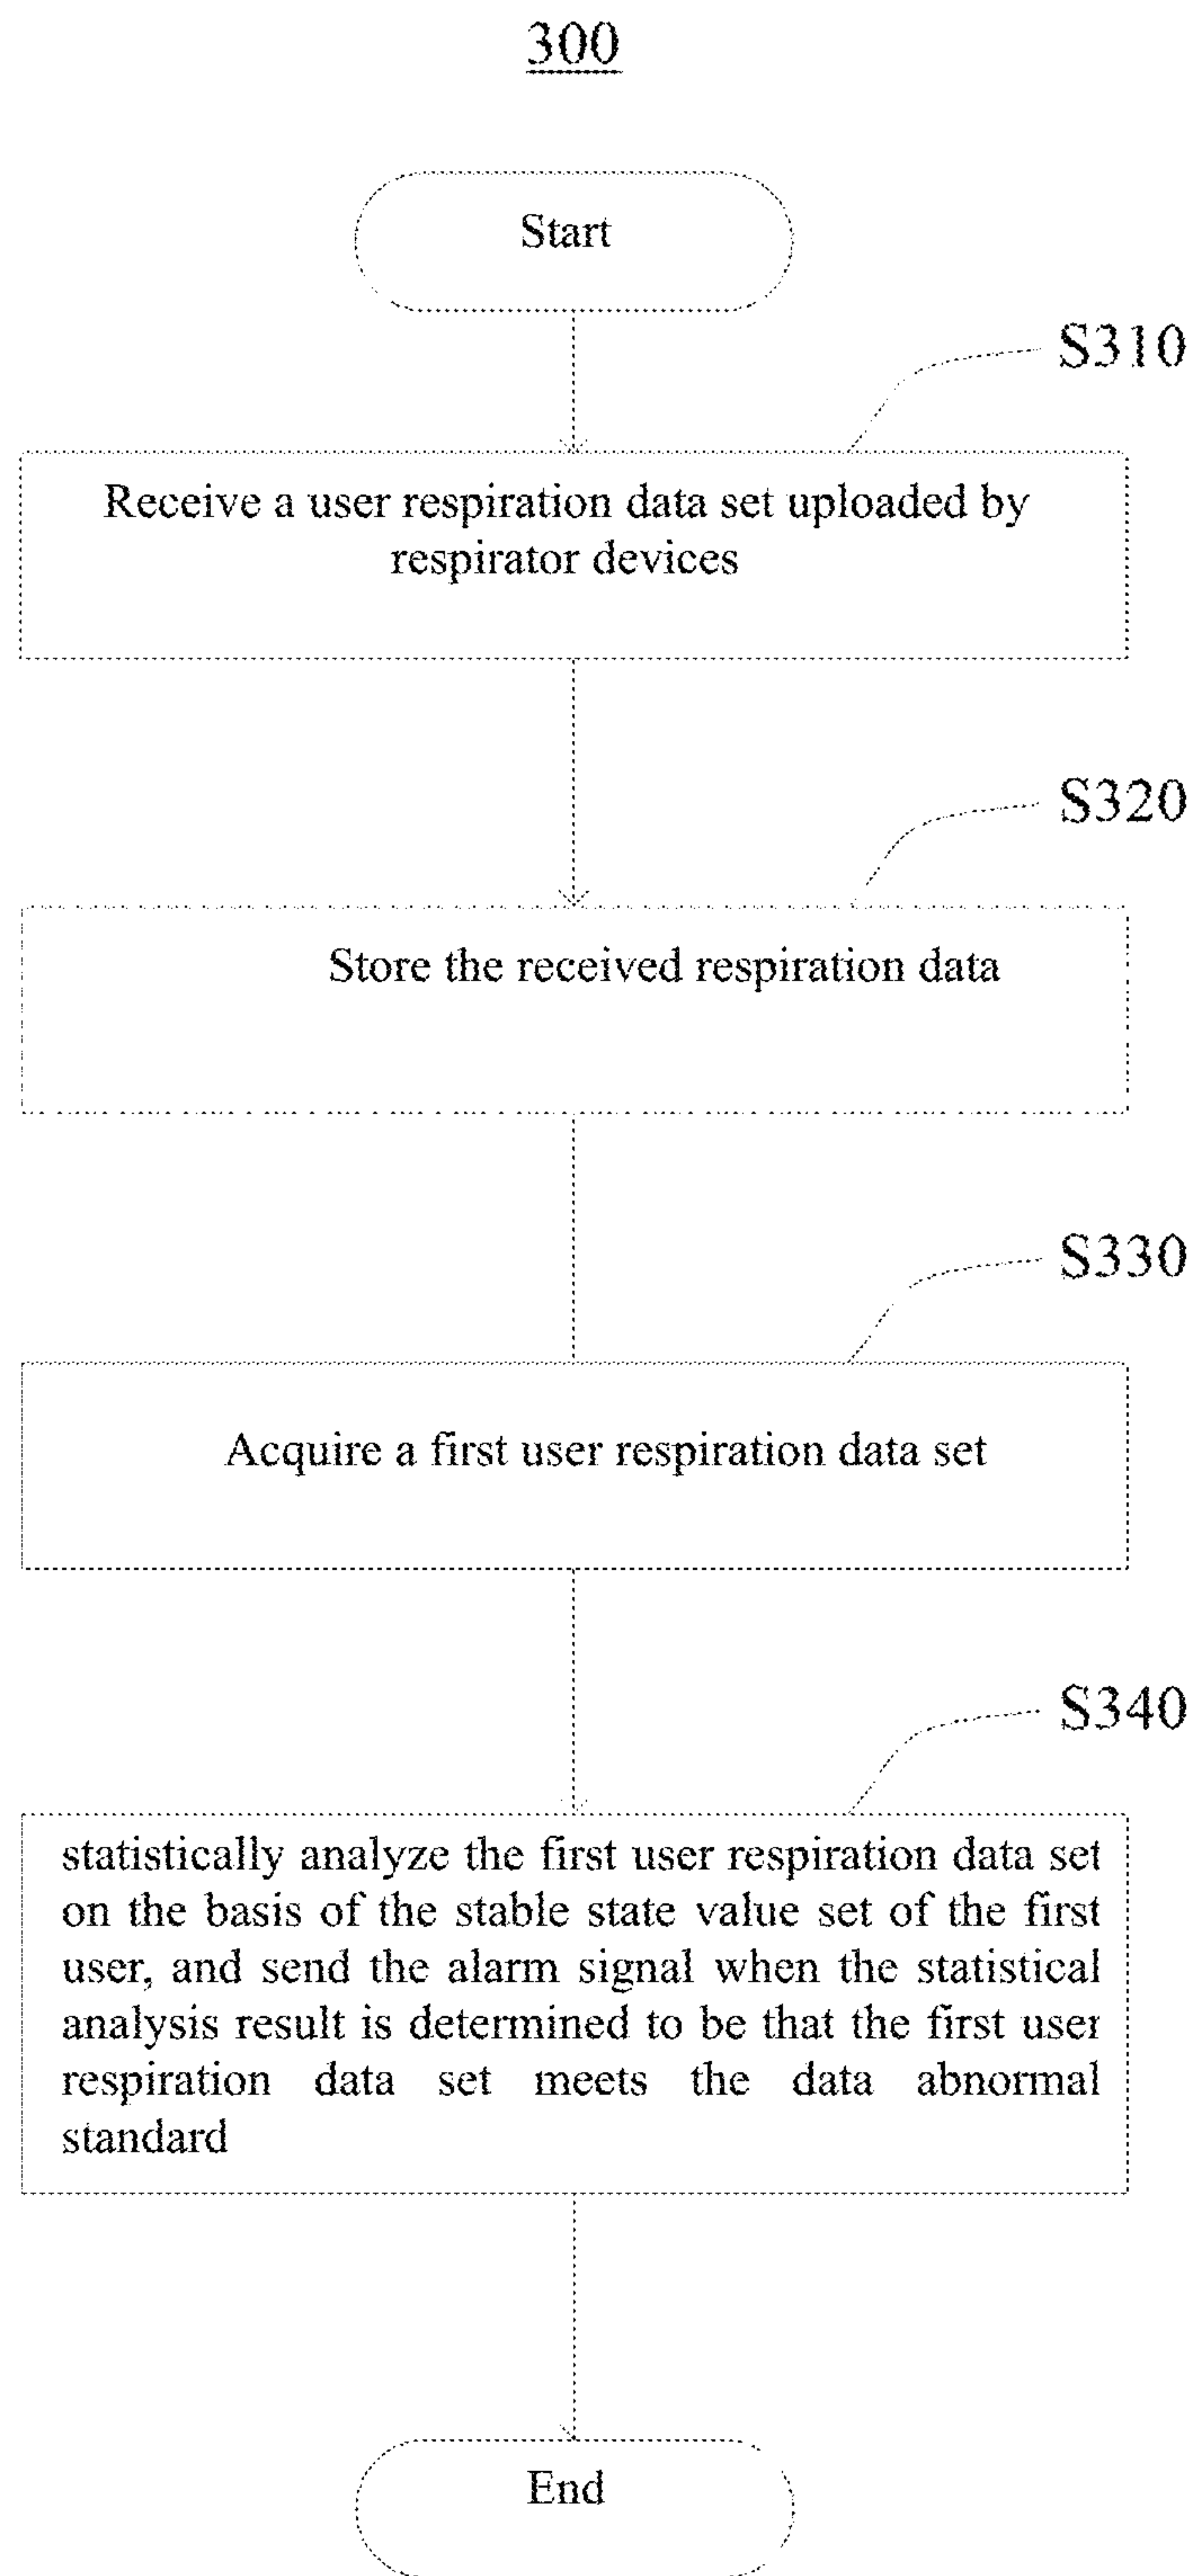 300
Start
S310
Receive a user respiration data set uploaded by
respirator devices
S320
Store the received respiration data
S330
Acquire a first user respiration data set
S340
statistically analyze the first user respiration data set
on the basis of the stable state value set of the first
user, and send the alarm signal when the statistical
analysis result is determined to be that the first user
respiration data set meets the data abnormal
standard
End